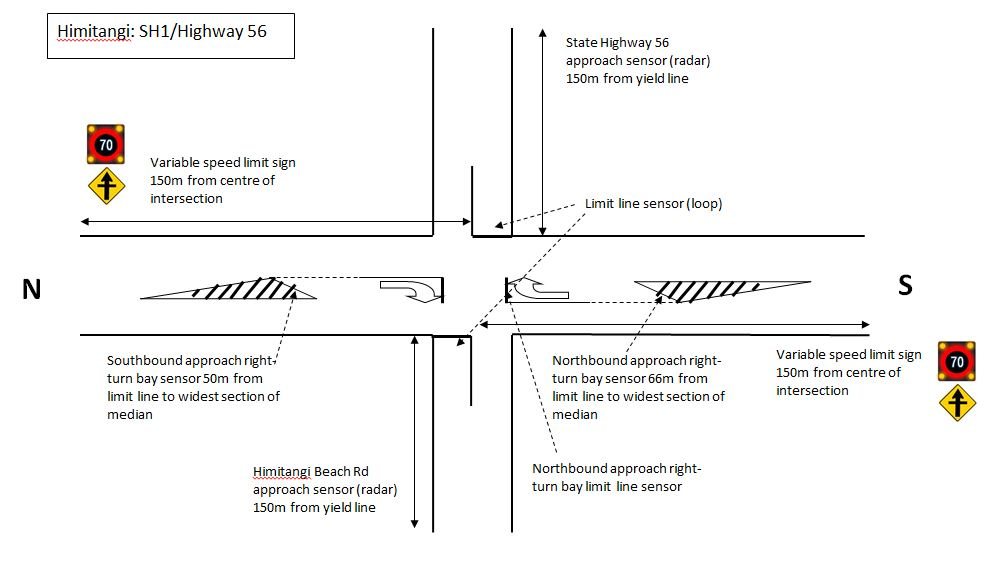 Himitangi: SH1/Highway 56
State Highway 56
approach sensor (radar)
150m from yield line
70
Variable speed limit sign
150m from centre of
intersection
Limit line sensor (loop)
N
S
Southbound approach right-
turn bay sensor 50m from
limit line to widest section of
median
Northbound approach right-
turn bay sensor 66m from
limit line to widest section of
median
Variable speed limit sign
150m from centre of
intersection
70
Himitangi Beach Rd
approach sensor (radar)
150m from yield line
Northbound approach right-
turn bay limit line sensor